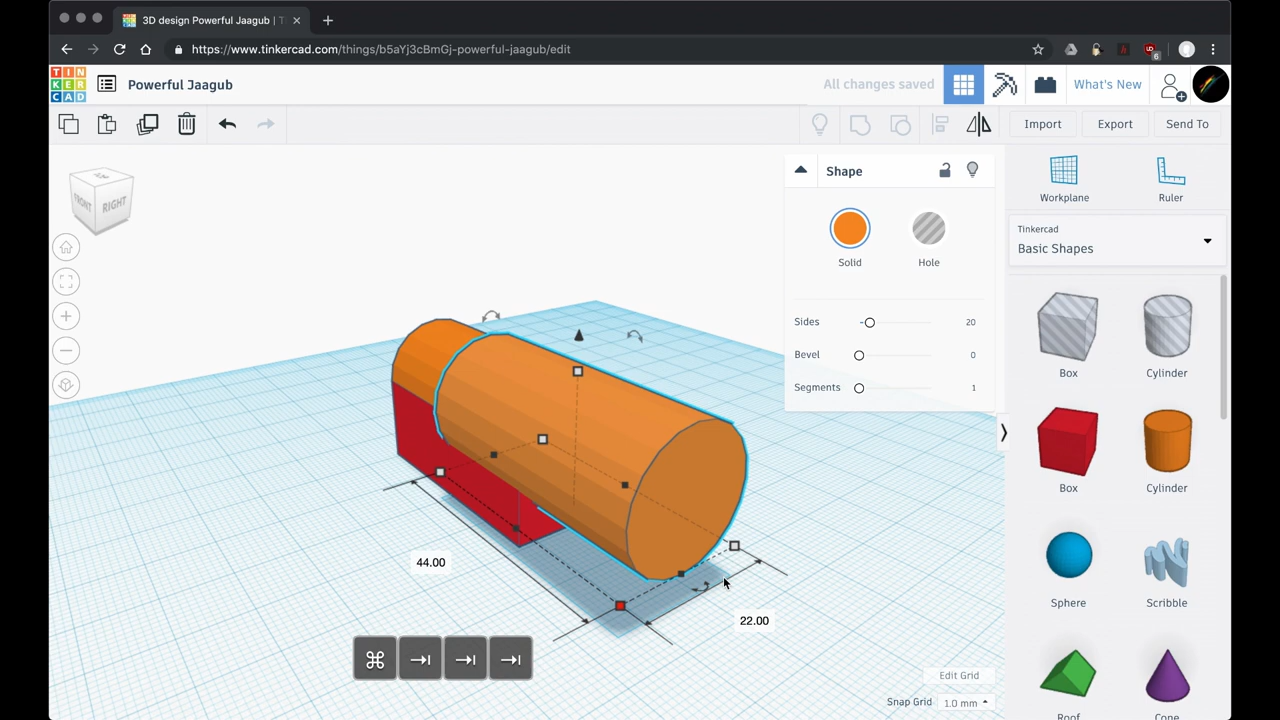 3D design Powerful Jaagub | T
https://www.tinkercad.com/things/b5aYj3cBmGj-powerful-jaagub/edit
6
TIN
KER
CAD
Powerful Jaagub
All changes saved
What's New
Import
Export
Send To
FRONT
RIGHT
Shape
Solid
Hole
Sides
20
Bevel
0
Segments
1
Workplane
Ruler
Tinkercad
Basic Shapes
Box
Cylinder
Box
Cylinder
Sphere
Scribble
Roof
Cone
44.00
22.00
⌘
Edit Grid
Snap Grid
1.0 mm